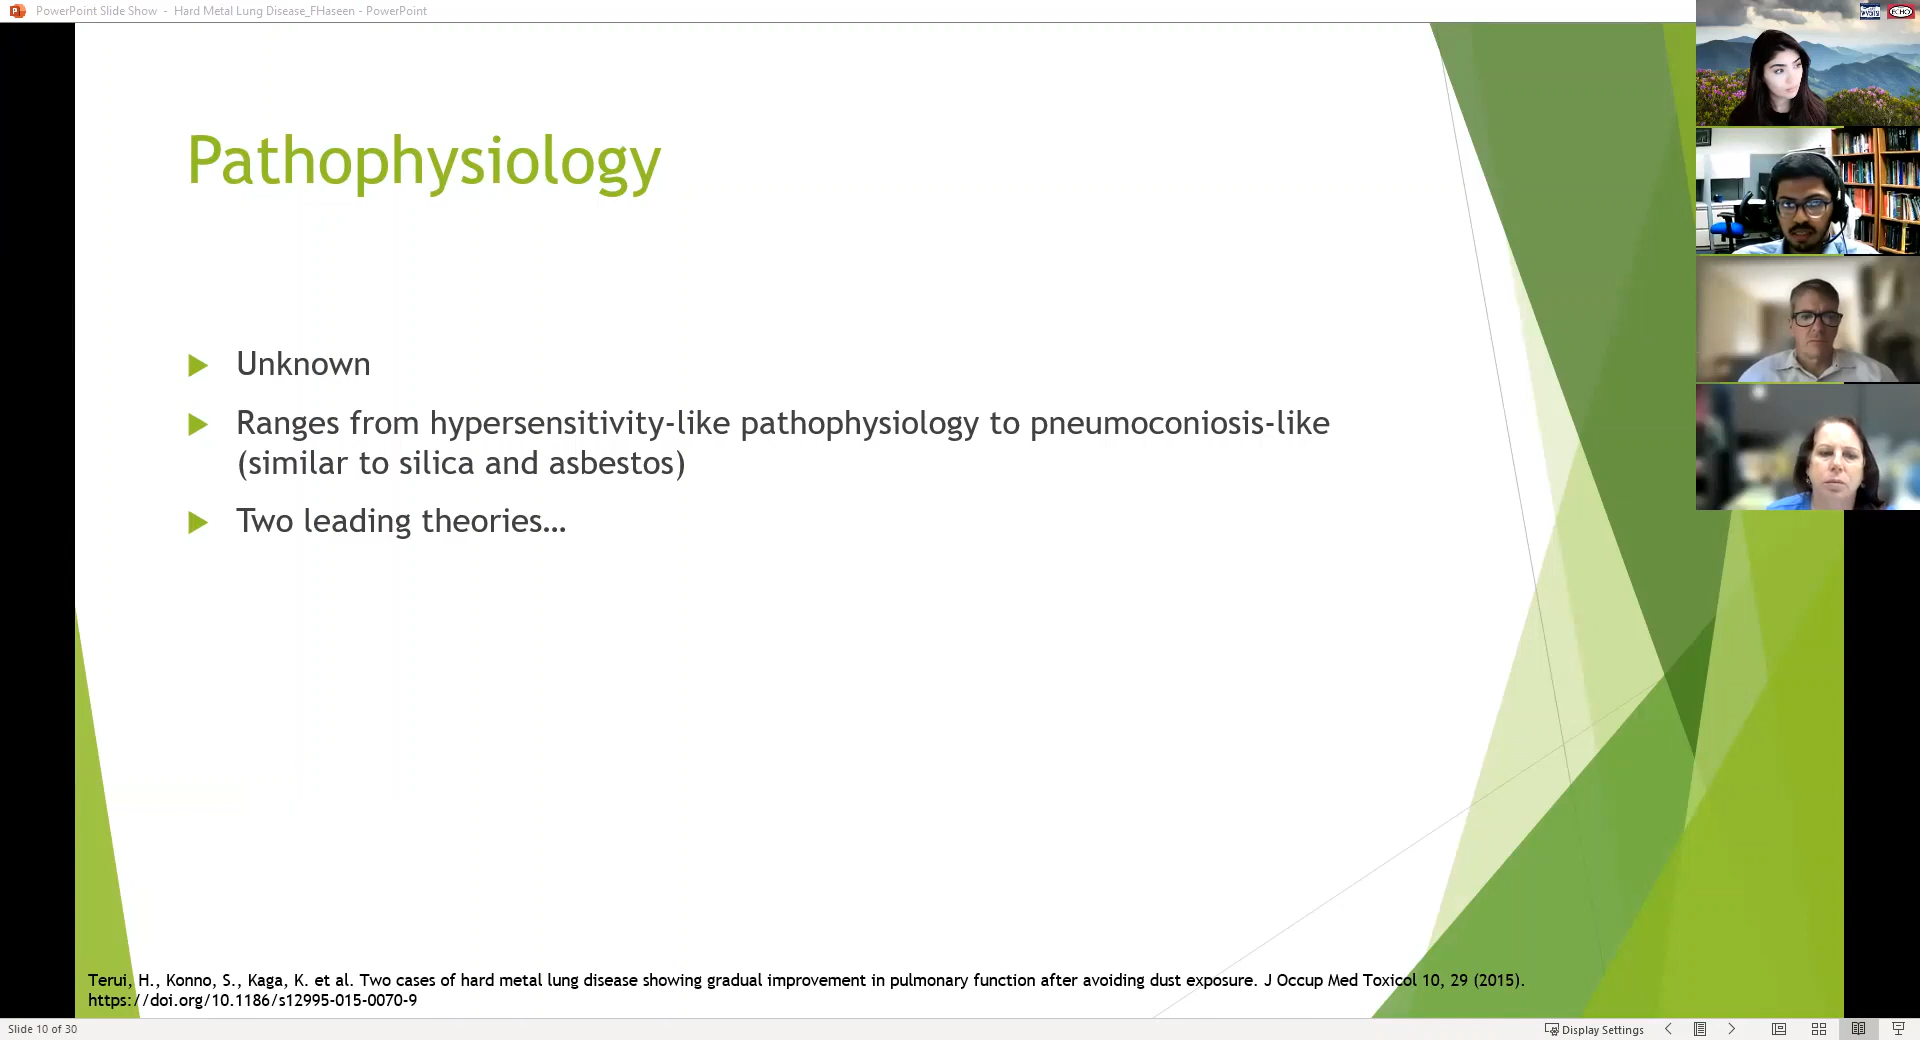 PowerPoint Slide Show - Hard Metal Lung Disease_FHaseen - PowerPoint
ECHO
Pathophysiology
Unknown
Ranges from hypersensitivity-like pathophysiology to pneumoconiosis-like
(similar to silica and asbestos)
Two leading theories…
Terui, H., Konno, S., Kaga, K. et al. Two cases of hard metal lung disease showing gradual improvement in pulmonary function after avoiding dust exposure. J Occup Med Toxicol 10, 29 (2015).
https://doi.org/10.1186/s12995-015-0070-9
Slide 10 of 30
Display Settings